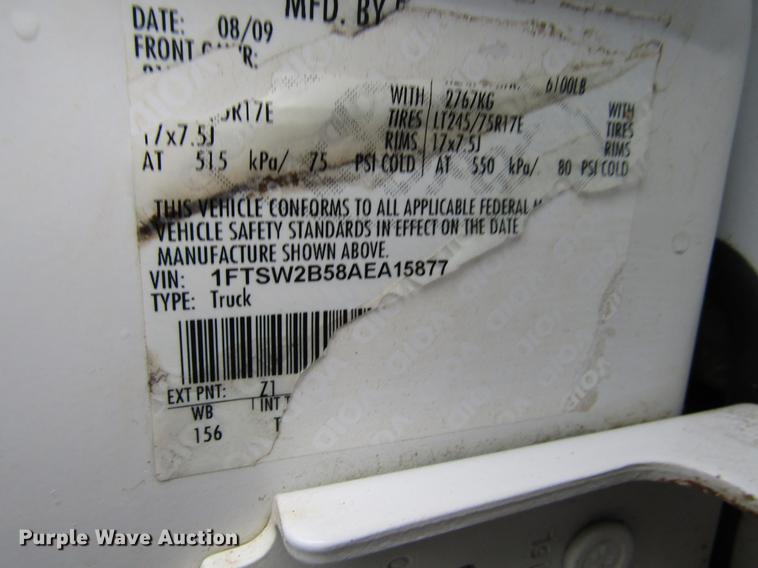 MFD. BY
DATE: 08/09
FRONT
6100LB
WITH 2767KG WITH
R17E TIRES LT245/75R17E TIRES
17x7.5J RIMS 17x7.5J RIMS
AT 515 kPa/ 75 PSI COLD AT 550 kPa/ 80 PSI COLD
THIS VEHICLE CONFORMS TO ALL APPLICABLE FEDERAL
VEHICLE SAFETY STANDARDS IN EFFECT ON THE DATE
MANUFACTURE SHOWN ABOVE.
VIN: 1FTSW2B58AEA15877
TYPE: Truck
EXT PNT: Z1
WB INT
156
VOID
Purple Wave Auction